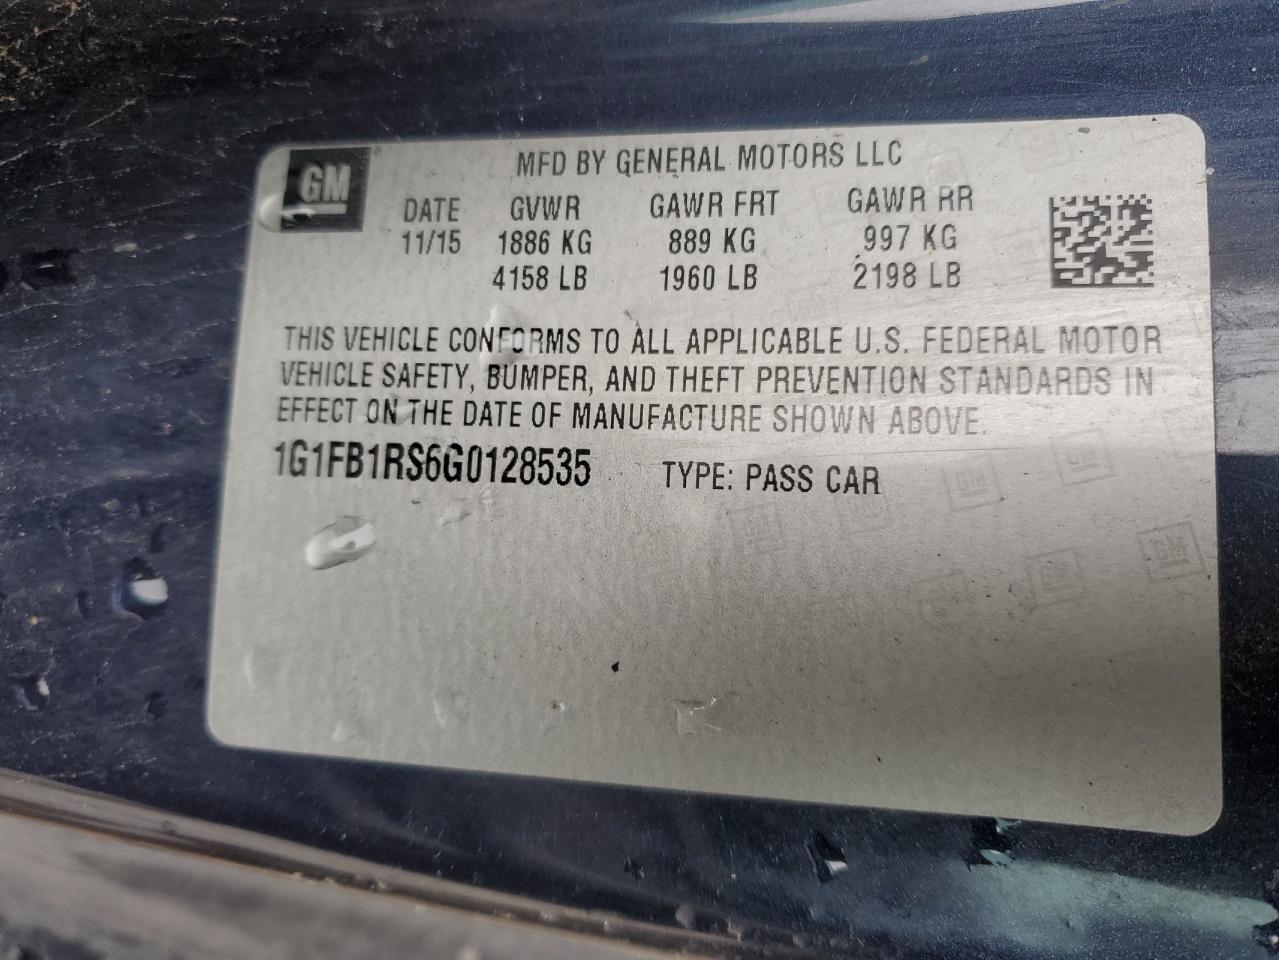 GM
MFD BY GENERAL MOTORS LLC
DATE GVWR GAWR FRT GAWR RR
11/15 1886 KG 889 KG 997 KG
4158 LB 1960 LB 2198 LB
THIS VEHICLE CONFORMS TO ALL APPLICABLE U.S. FEDERAL MOTOR
VEHICLE SAFETY, BUMPER, AND THEFT PREVENTION STANDARDS IN
EFFECT ON THE DATE OF MANUFACTURE SHOWN ABOVE.
1G1FB1RS6G0128535 TYPE: PASS CAR